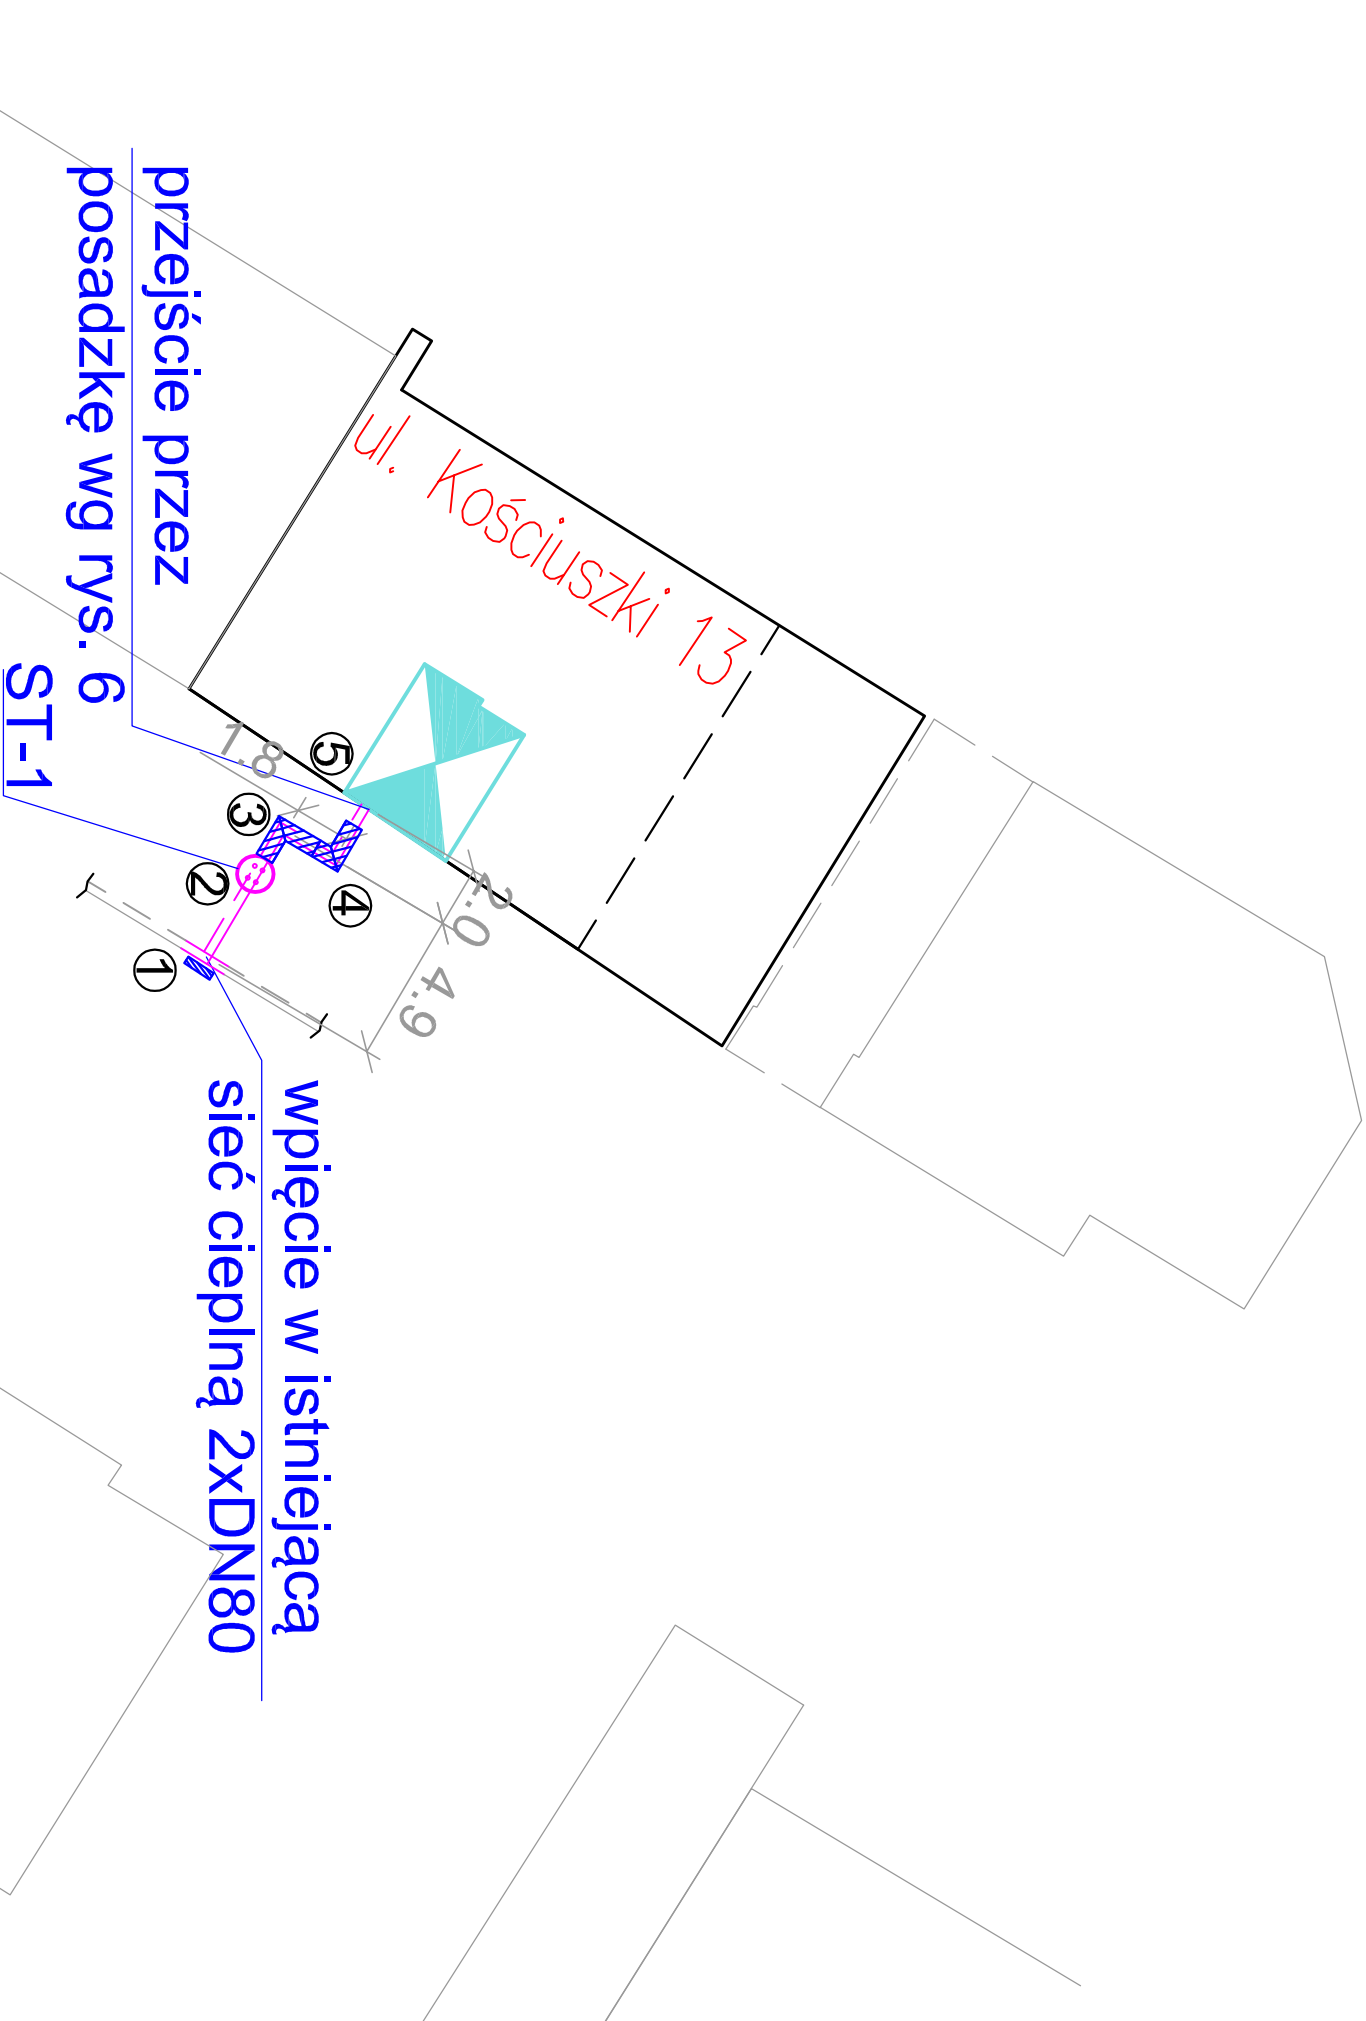 przejście przez
posadzkę wg rys. 6
ST-1
ul. Kościuszki 13
1.8
5
3
2
4
1
2.0
4.9
wpięcie w istniejącą
sieć cieplną 2xDN80